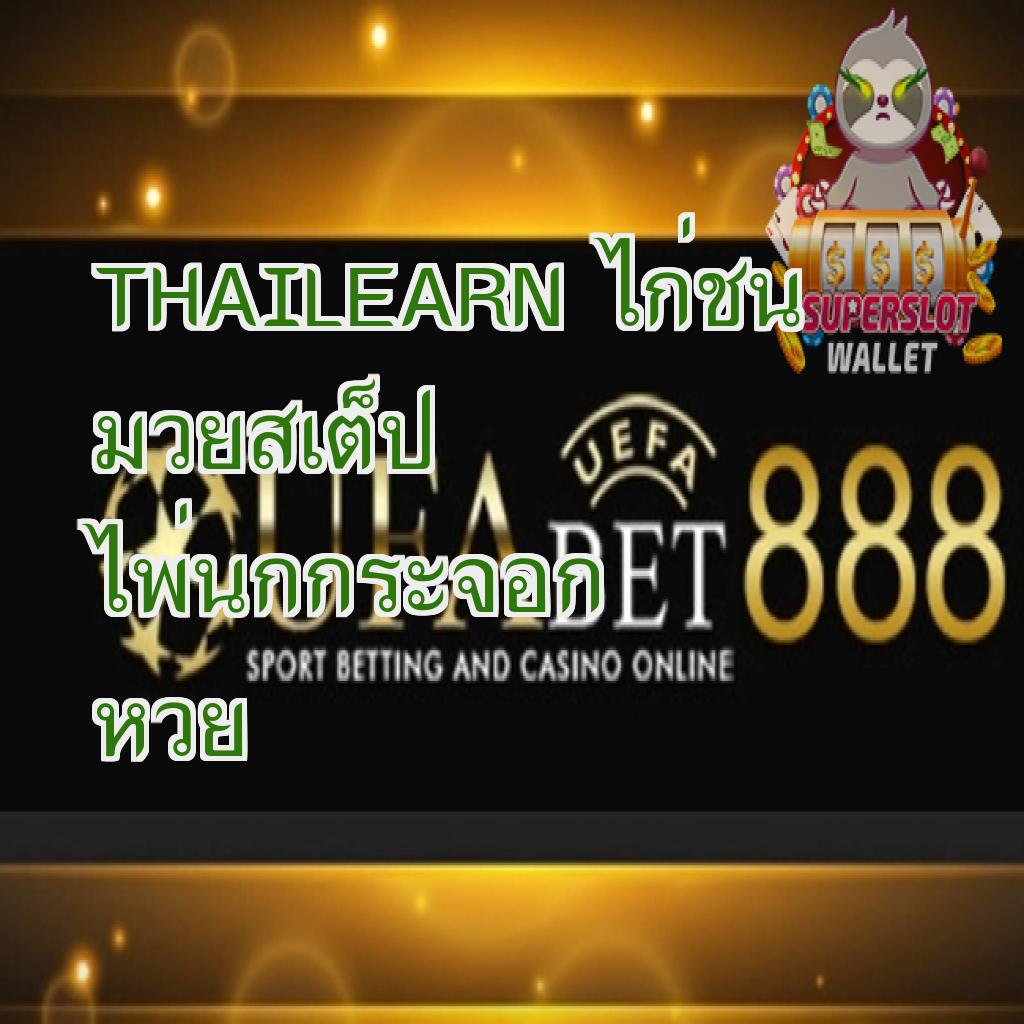 THAILEARN ไก่ชน
SUPERSLOT
WALLET
มวยสเต็ป
UEFA
UFABET888
ไพ่นกกระจอก
SPORT BETTING AND CASINO ONLINE
หวย